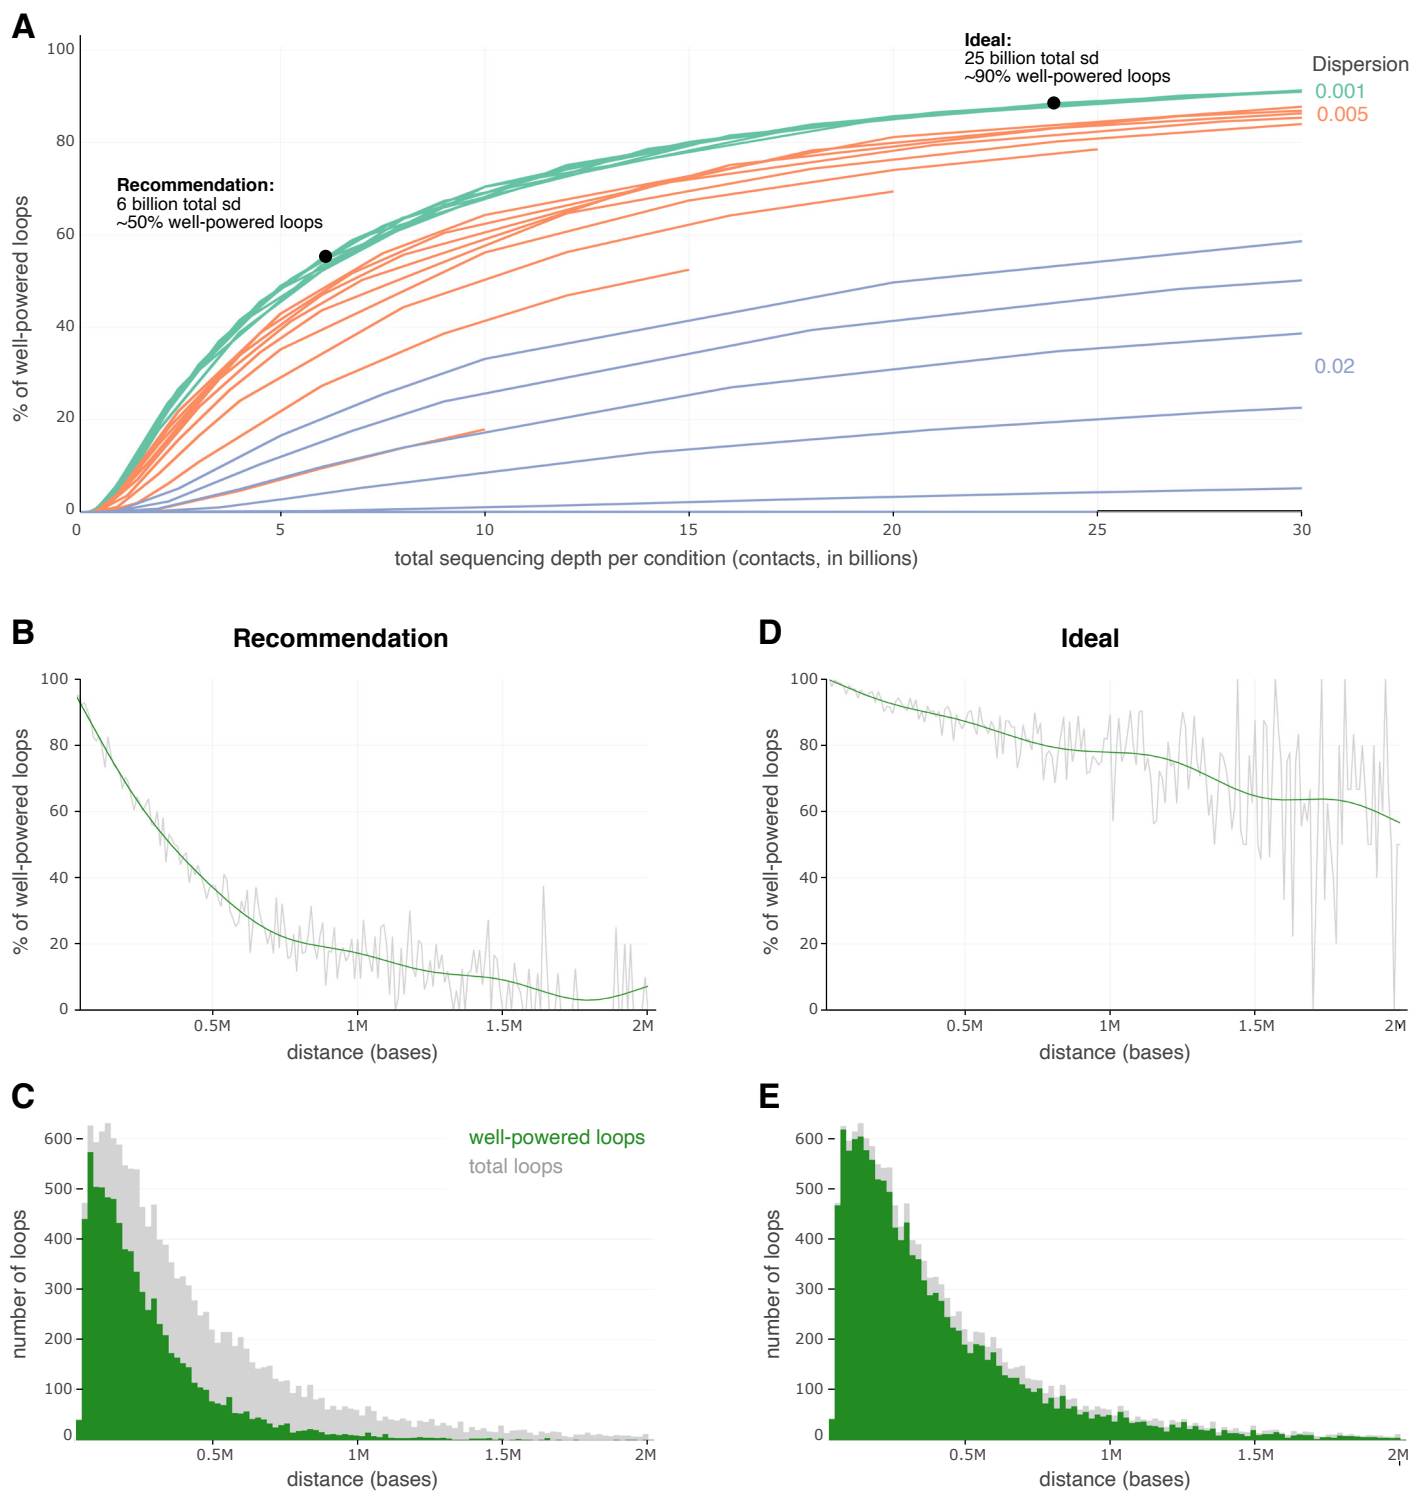 A
Ideal:
25 billion total sd
~90% well-powered loops
Dispersion
0.001
0.005
0.02
Recommendation:
6 billion total sd
~50% well-powered loops
% of well-powered loops
100
80
60
40
20
0
0 5 10 15 20 25 30
total sequencing depth per condition (contacts, in billions)
B
Recommendation
% of well-powered loops
100
80
60
40
20
0
0.5M 1M 1.5M 2M
distance (bases)
D
Ideal
% of well-powered loops
100
80
60
40
20
0
0.5M 1M 1.5M 2M
distance (bases)
C
well-powered loops
total loops
number of loops
600
500
400
300
200
100
0
0.5M 1M 1.5M 2M
distance (bases)
E
number of loops
600
500
400
300
200
100
0
0.5M 1M 1.5M 2M
distance (bases)